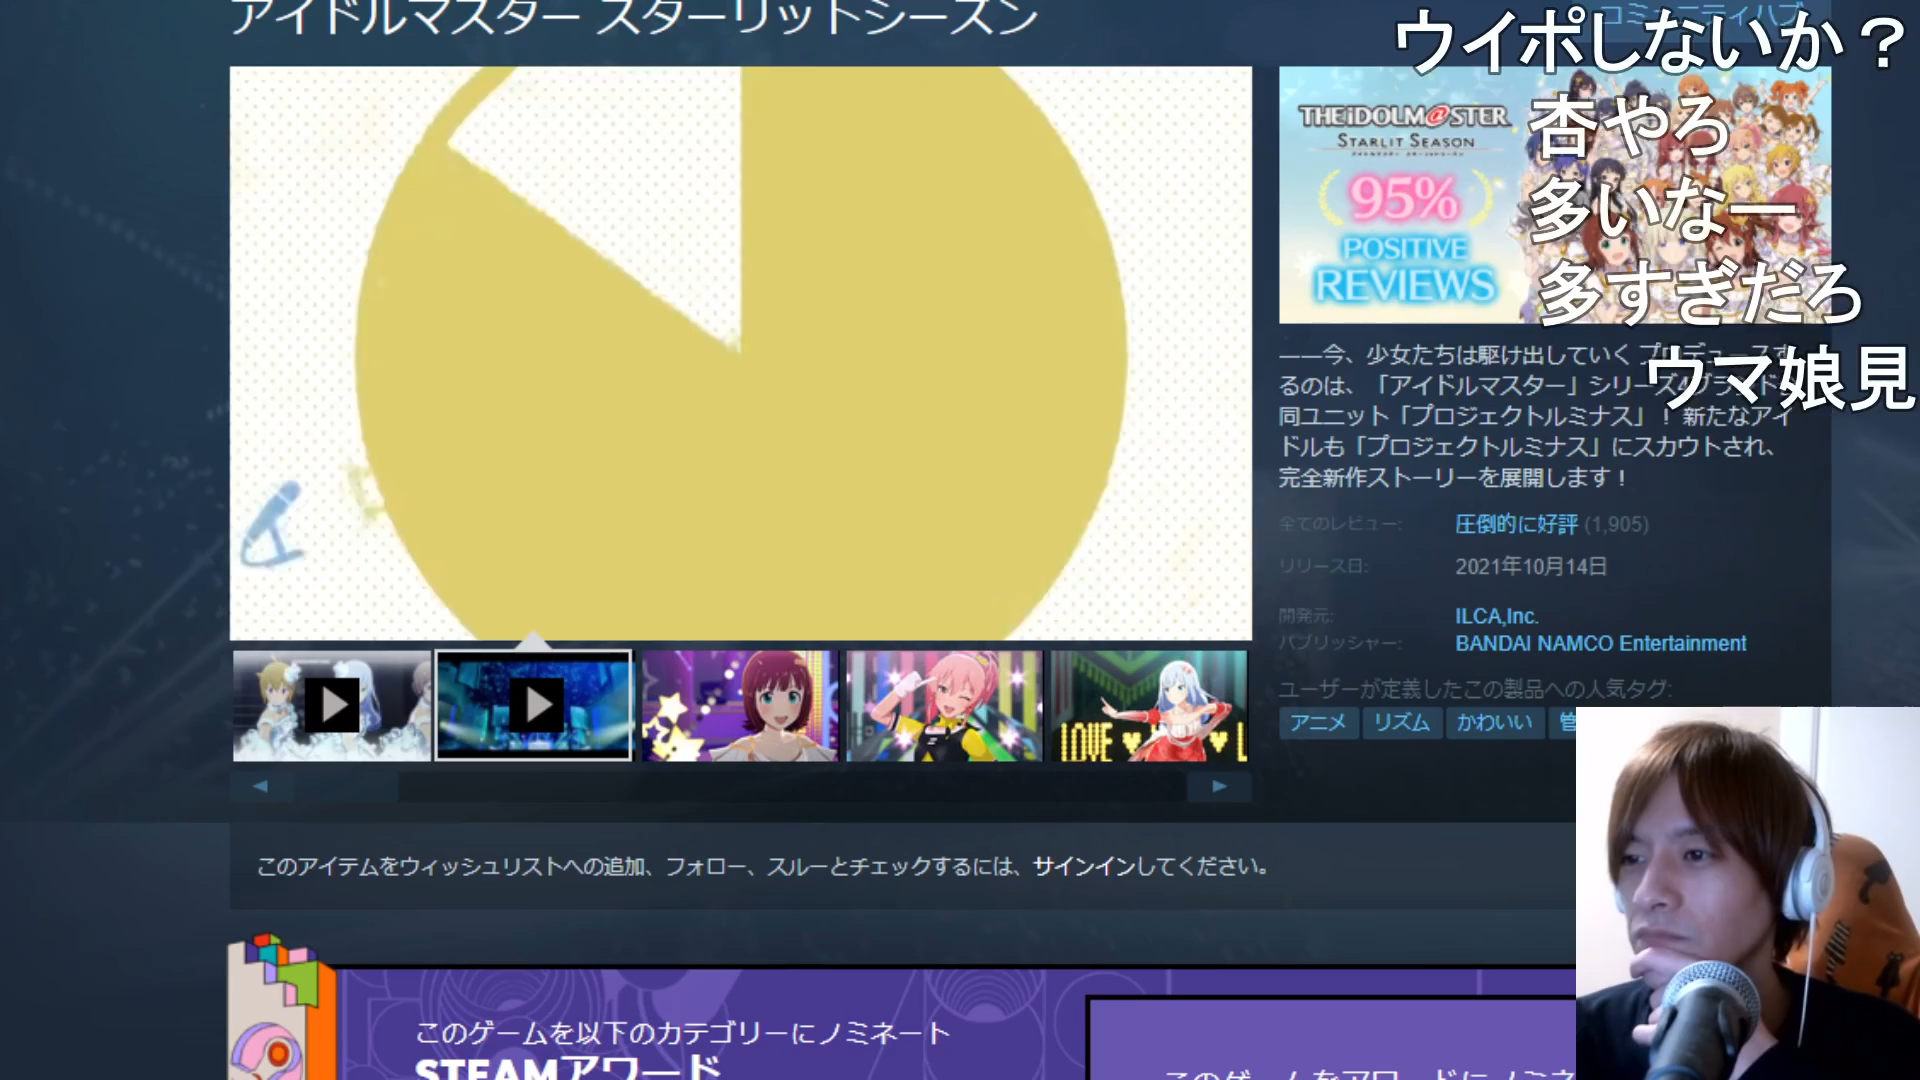 アイドルマスター スターリットシーズン
ウイポしないか？
杏やろ
多いなー
多すぎだろ
ウマ娘見
THE iDOLM@STER
STARLIT SEASON
95%
POSITIVE
REVIEWS
――今、少女たちは駆け出していく
るのは、「アイドルマスター」シリーズ
同ユニット「プロジェクトルミナス」！ 新たなアイ
ドルも「プロジェクトルミナス」にスカウトされ、
完全新作ストーリーを展開します！
全てのレビュー: 圧倒的に好評 (1,905)
リリース日: 2021年10月14日
開発元: ILCA,Inc.
パブリッシャー: BANDAI NAMCO Entertainment
ユーザーが定義したこの製品への人気タグ:
アニメ リズム かわいい
LOVE
このアイテムをウィッシュリストへの追加、フォロー、スルーとチェックするには、サインインしてください。
このゲームを以下のカテゴリーにノミネート
STEAMアワード